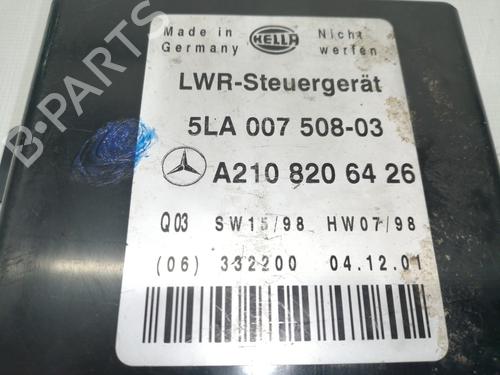 Made in
Germany
HELLA
Nicht
werfen
LWR-Steuergerät
5LA 007 508-03
A210 820 64 26
Q03 SW15/98 HW07/98
(06) 332200 04.12.01
B-Parts